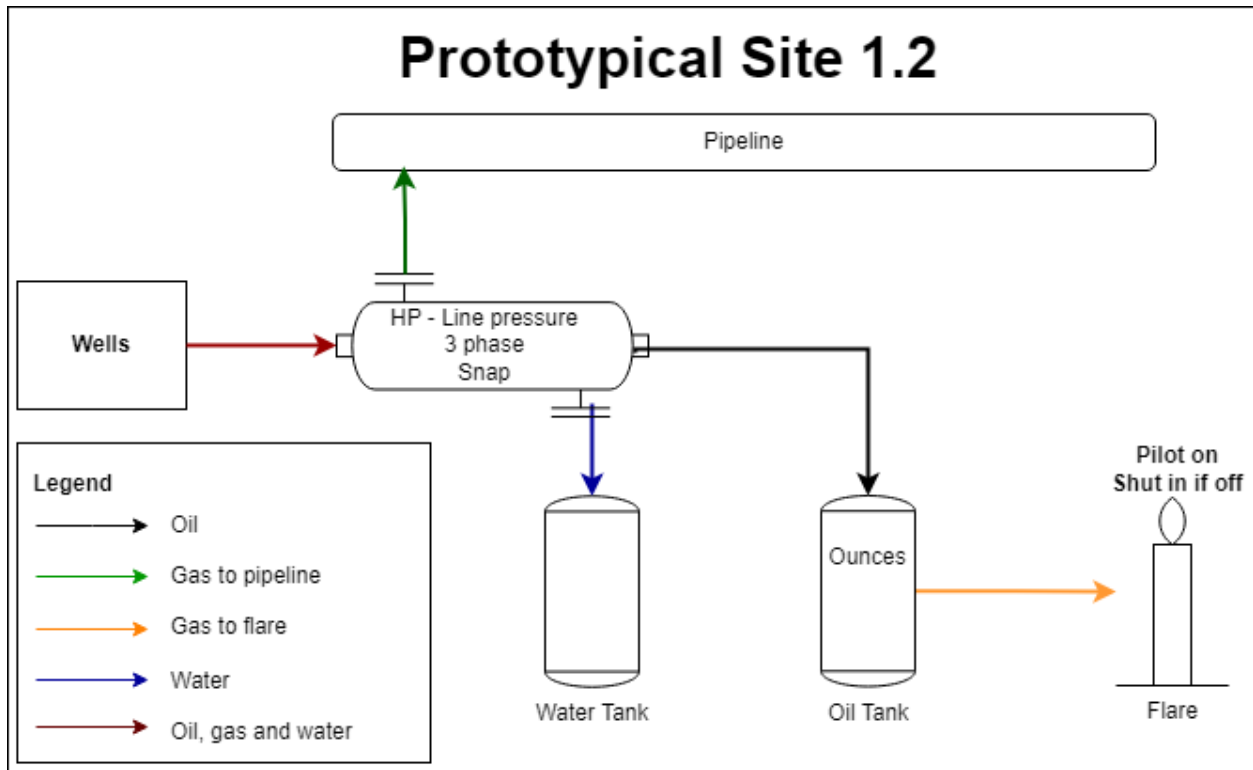 Prototypical Site 1.2
Pipeline
HP - Line pressure
3 phase
Snap
Wells
Pilot on
Shut in if off
Legend
Oil
Gas to pipeline
Gas to flare
Water
Oil, gas and water
Ounces
Water Tank
Oil Tank
Flare